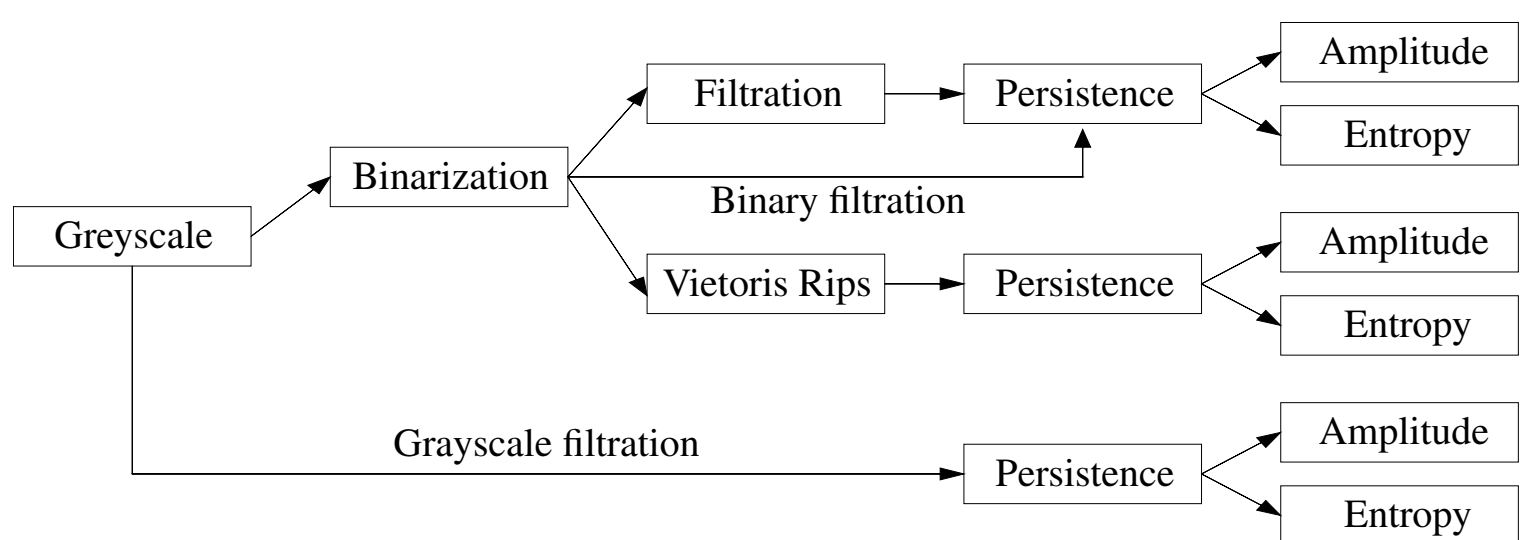 Amplitude
Filtration
Persistence
Entropy
Binarization
Binary filtration
Greyscale
Amplitude
Vietoris Rips
Persistence
Entropy
Grayscale filtration
Amplitude
Persistence
Entropy